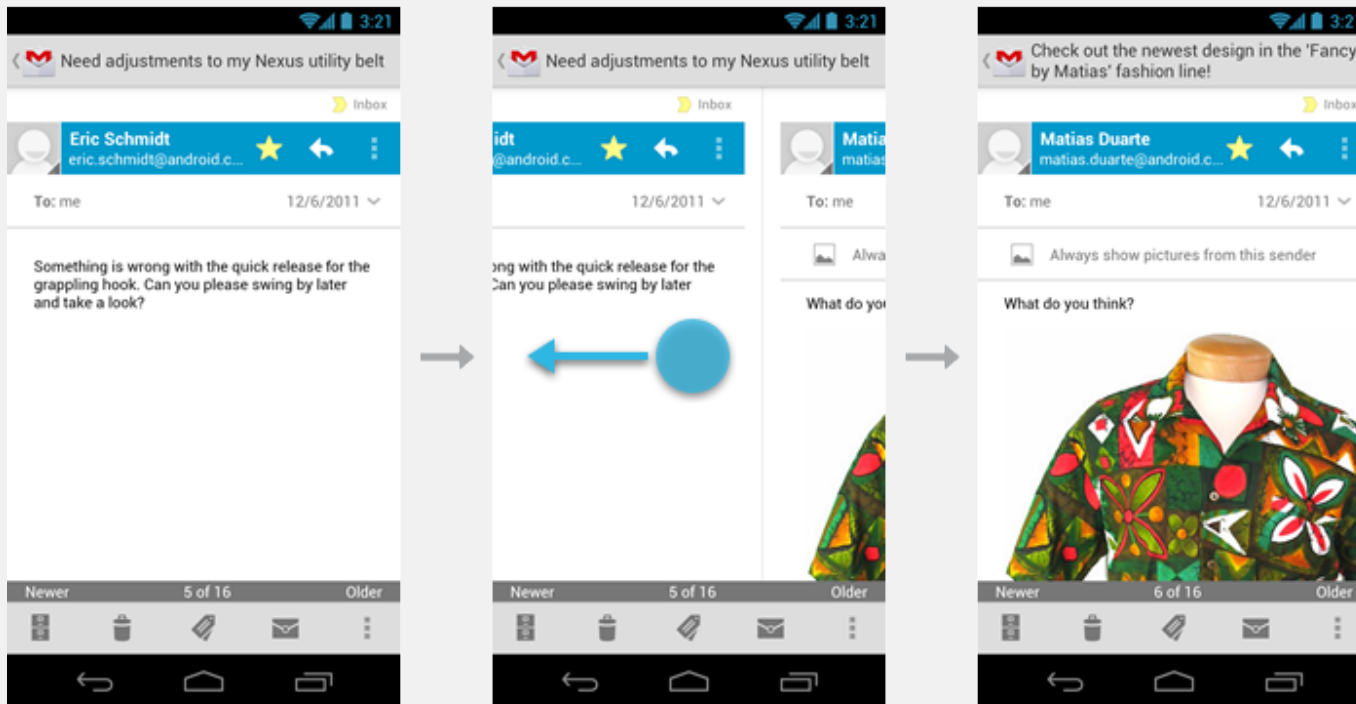 3:21
Need adjustments to my Nexus utility belt
Inbox
Eric Schmidt
eric.schmidt@android.c...
To: me 12/6/2011
Something is wrong with the quick release for the
grappling hook. Can you please swing by later
and take a look?
Newer 5 of 16 Older
3:21
Need adjustments to my Nexus utility belt
Inbox
idt
@android.c...
12/6/2011
ong with the quick release for the
Can you please swing by later
Matia
matias
To: me
Alwa
What do you
Newer 5 of 16 Older
3:2
Check out the newest design in the 'Fancy
by Matias' fashion line!
Inbox
Matias Duarte
matias.duarte@android.c...
To: me 12/6/2011
Always show pictures from this sender
What do you think?
Newer 6 of 16 Older